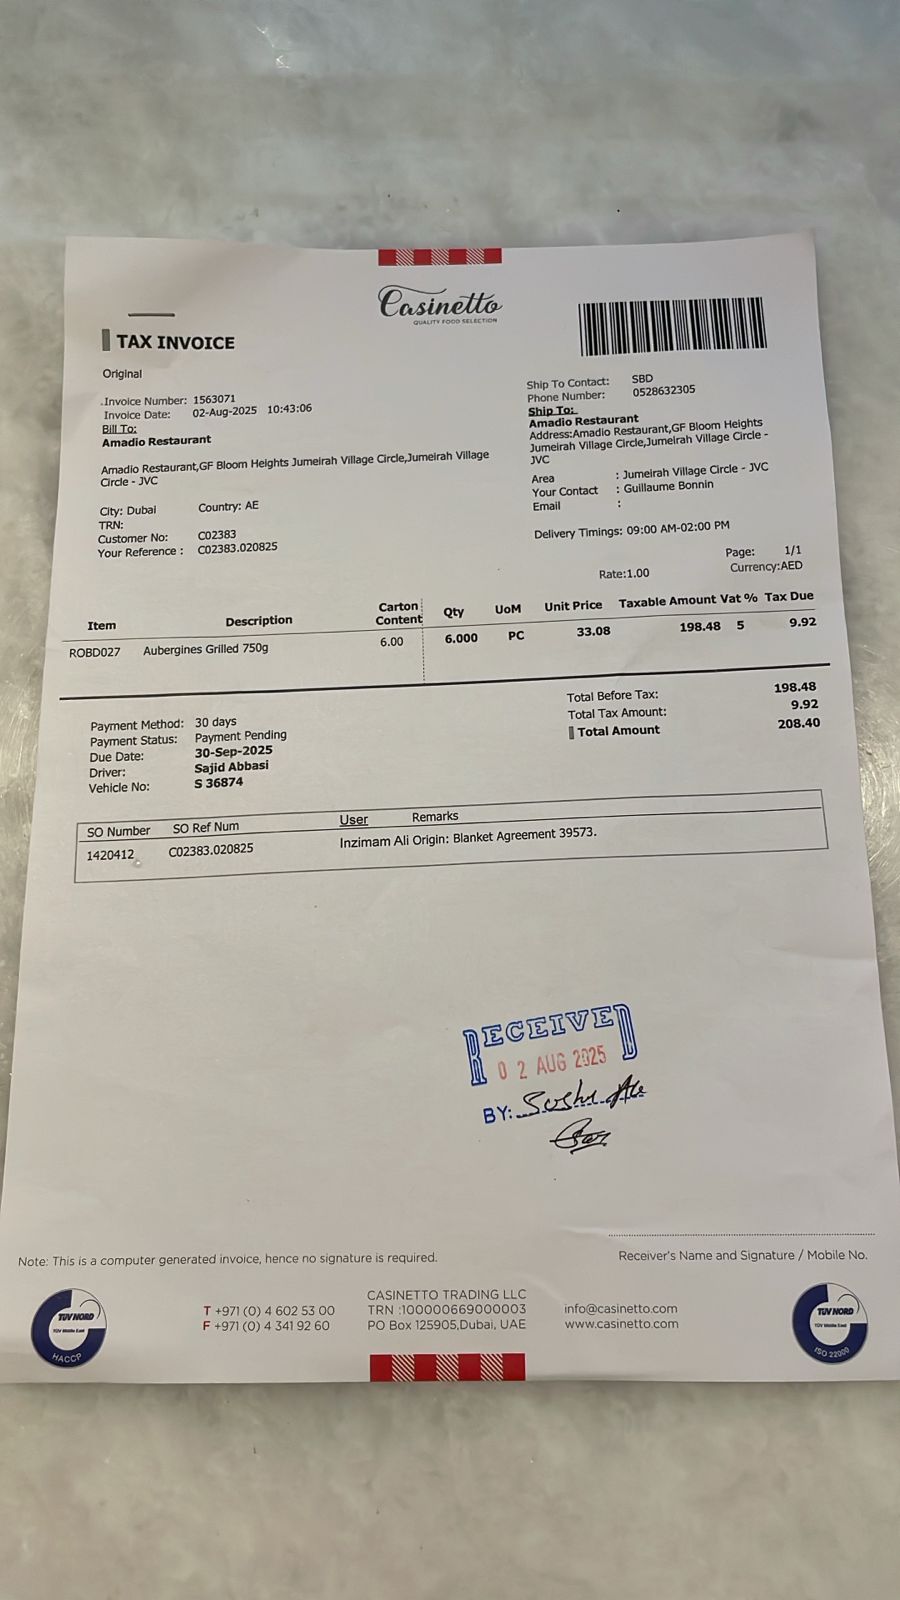 Casinetto
QUALITY FOOD SELECTION
TAX INVOICE
Original
Invoice Number: 1563071
Invoice Date: 02-Aug-2025 10:43:06
Bill To:
Amadio Restaurant
Amadio Restaurant,GF Bloom Heights Jumeirah Village Circle,Jumeirah Village
Circle - JVC
City: Dubai Country: AE
TRN:
Customer No: C02383
Your Reference : C02383.020825
Ship To Contact: SBD
Phone Number: 0528632305
Ship To:
Amadio Restaurant
Address:Amadio Restaurant,GF Bloom Heights
Jumeirah Village Circle,Jumeirah Village Circle -
JVC
Area : Jumeirah Village Circle - JVC
Your Contact : Guillaume Bonnin
Email :
Delivery Timings: 09:00 AM-02:00 PM
Page: 1/1
Rate:1.00 Currency:AED
Item Description Carton Content Qty UoM Unit Price Taxable Amount Vat % Tax Due
ROBD027 Aubergines Grilled 750g 6.00 6.000 PC 33.08 198.48 5 9.92
Total Before Tax: 198.48
Total Tax Amount: 9.92
Total Amount 208.40
Payment Method: 30 days
Payment Status: Payment Pending
Due Date: 30-Sep-2025
Driver: Sajid Abbasi
Vehicle No: S 36874
SO Number SO Ref Num User Remarks
1420412 C02383.020825 Inzimam Ali Origin: Blanket Agreement 39573.
RECEIVED
02 AUG 2025
BY:
Note: This is a computer generated invoice, hence no signature is required.
Receiver's Name and Signature / Mobile No.
TÜV NORD
TÜV Middle East
HACCP
T +971 (0) 4 602 53 00
F +971 (0) 4 341 92 60
CASINETTO TRADING LLC
TRN :100000669000003
PO Box 125905,Dubai, UAE
info@casinetto.com
www.casinetto.com
TÜV NORD
TÜV Middle East
ISO 22000